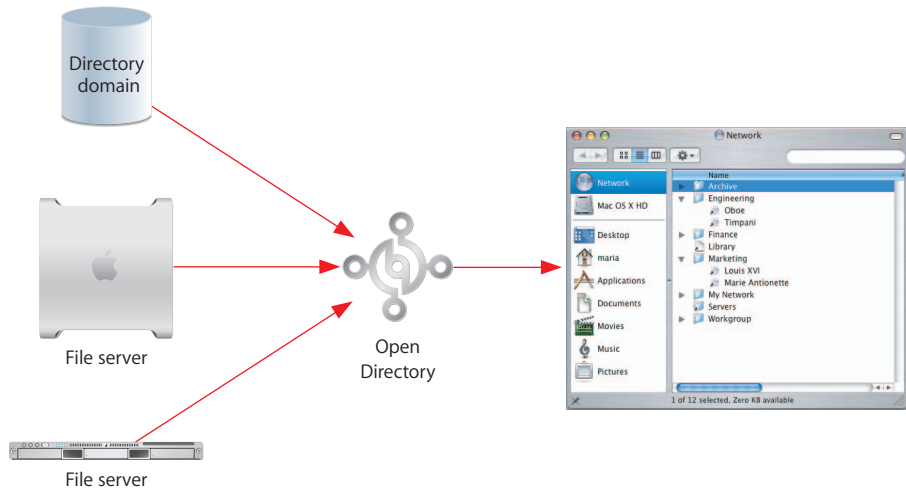 Directory
domain
File server
File server
Open
Directory
Network
Network
Mac OS X HD
Desktop
maria
Applications
Documents
Movies
Music
Pictures
Name
Archive
Engineering
Oboe
Timpani
Finance
Library
Marketing
Louis XVI
Marie Antionette
My Network
Servers
Workgroup
1 of 12 selected, Zero KB available